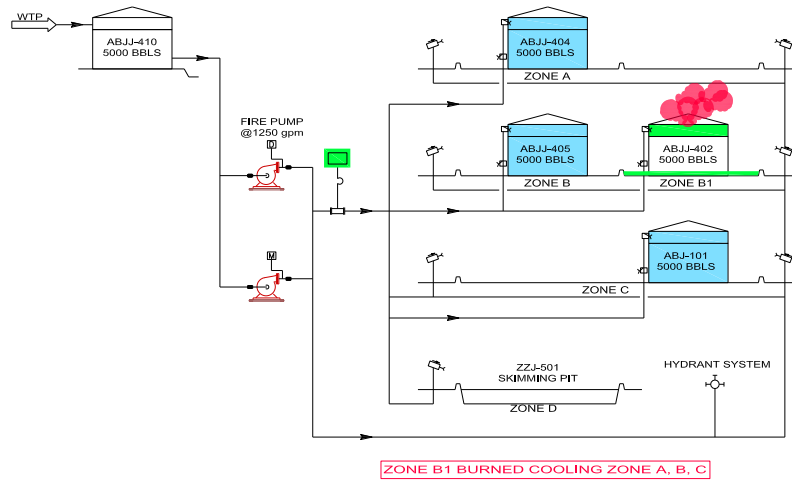 WTP
ABJJ-410
5000 BBLS
ABJJ-404
5000 BBLS
ZONE A
FIRE PUMP
@1250 gpm
D
ABJJ-405
5000 BBLS
ABJJ-402
5000 BBLS
ZONE B
ZONE B1
M
ABJ-101
5000 BBLS
ZONE C
ZZJ-501
SKIMMING PIT
HYDRANT SYSTEM
ZONE D
ZONE B1 BURNED COOLING ZONE A, B, C